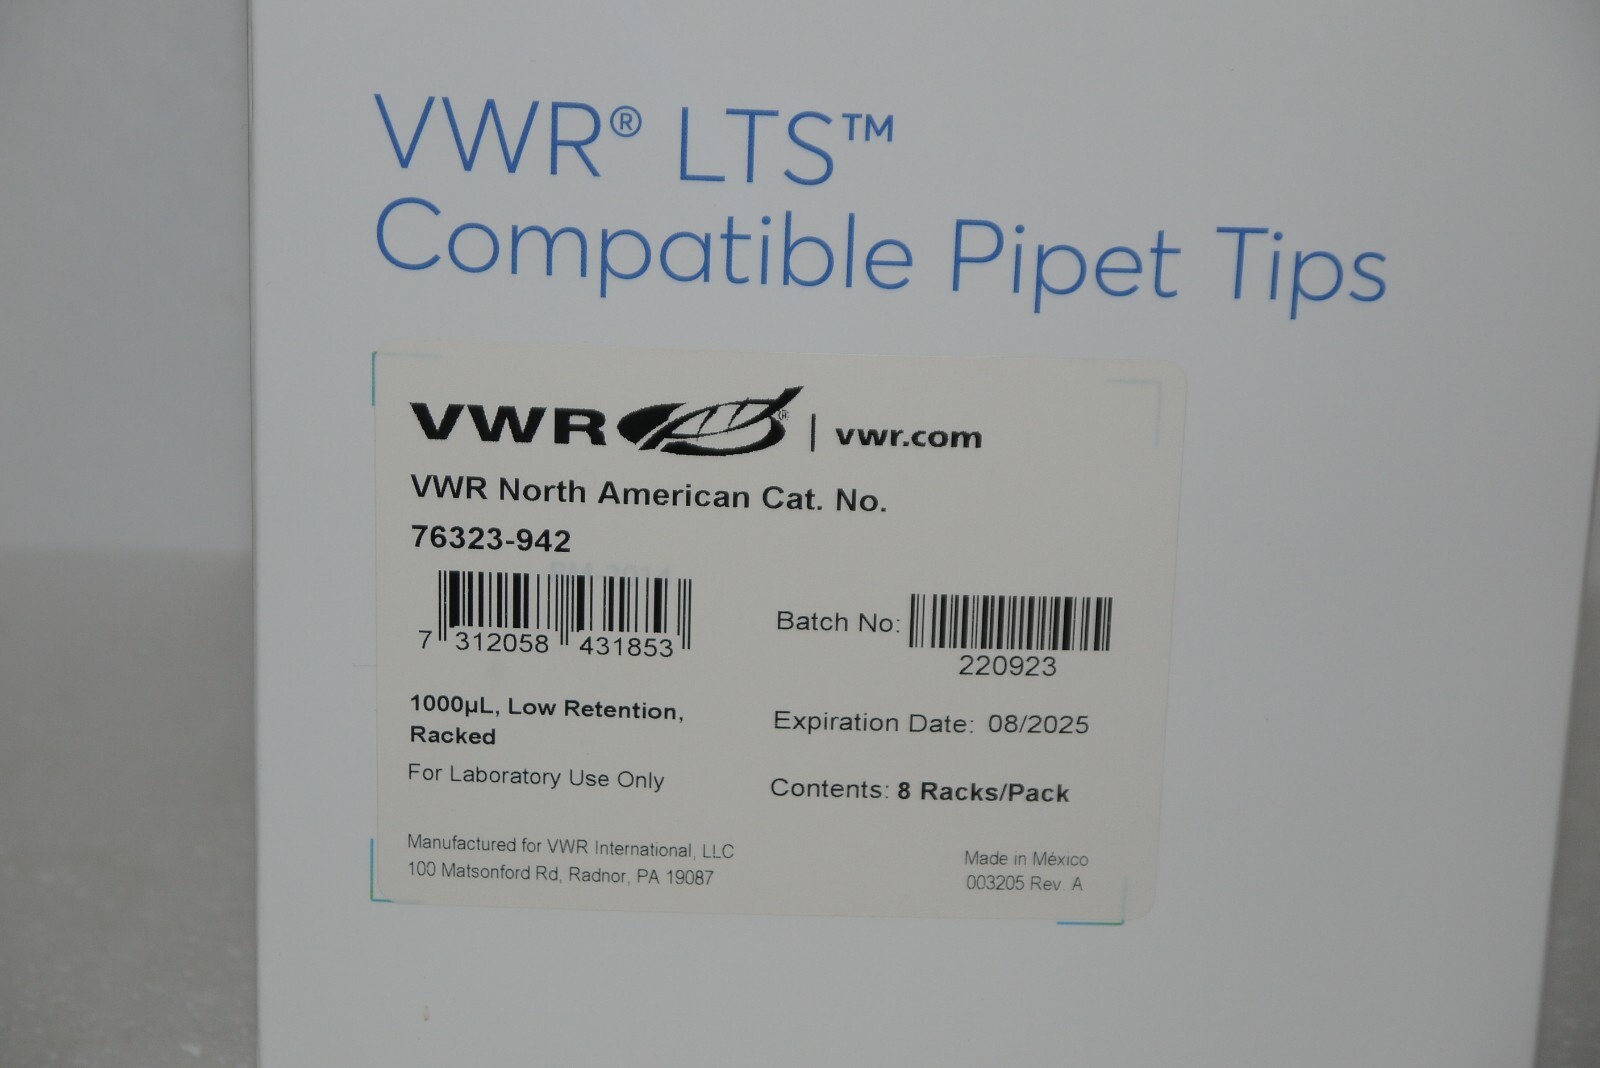 VWR® LTS™
Compatible Pipet Tips
VWR® | vwr.com
VWR North American Cat. No.
76323-942
7 312058 431853
Batch No:
220923
1000µL, Low Retention,
Racked
Expiration Date: 08/2025
For Laboratory Use Only
Contents: 8 Racks/Pack
Manufactured for VWR International, LLC
100 Matsonford Rd, Radnor, PA 19087
Made in México
003205 Rev. A